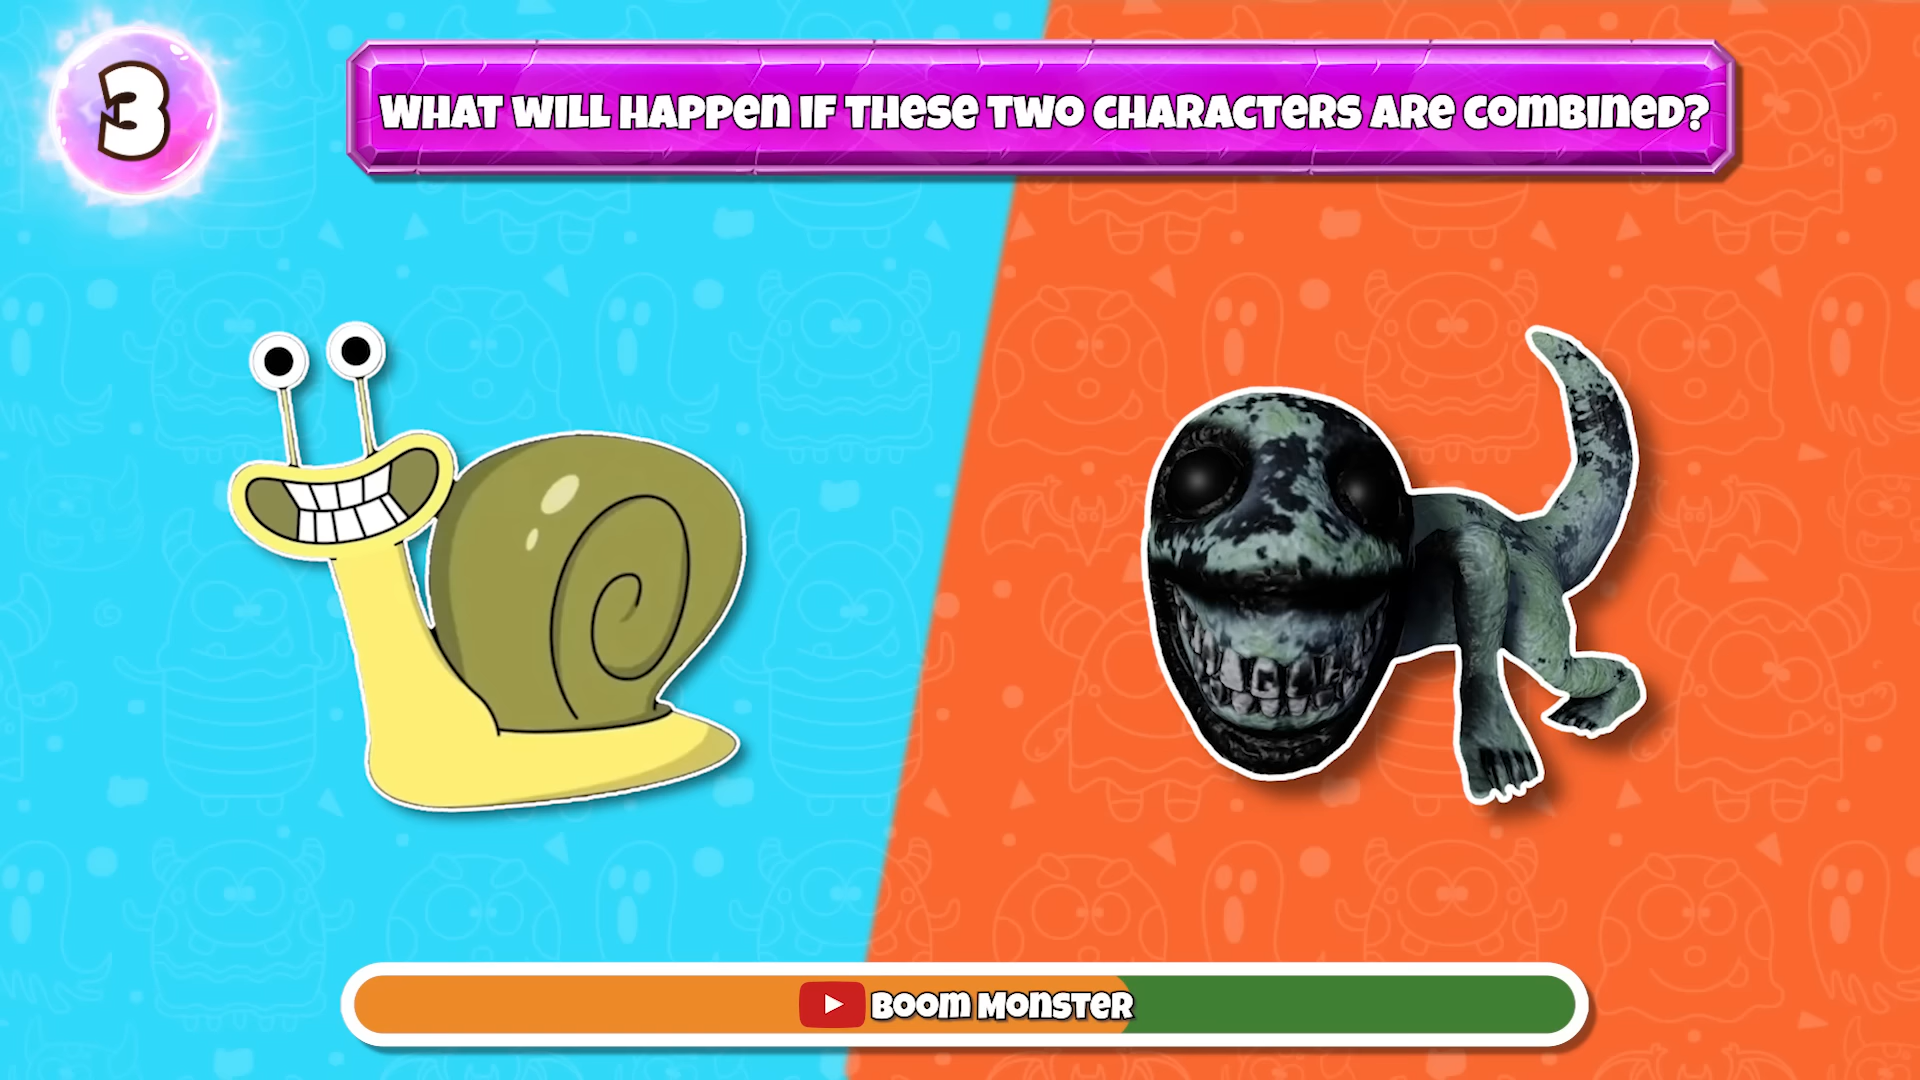 3
WHAT WILL HAPPEN IF THESE TWO CHARACTERS ARE COMBINED?
BOOM MONSTER